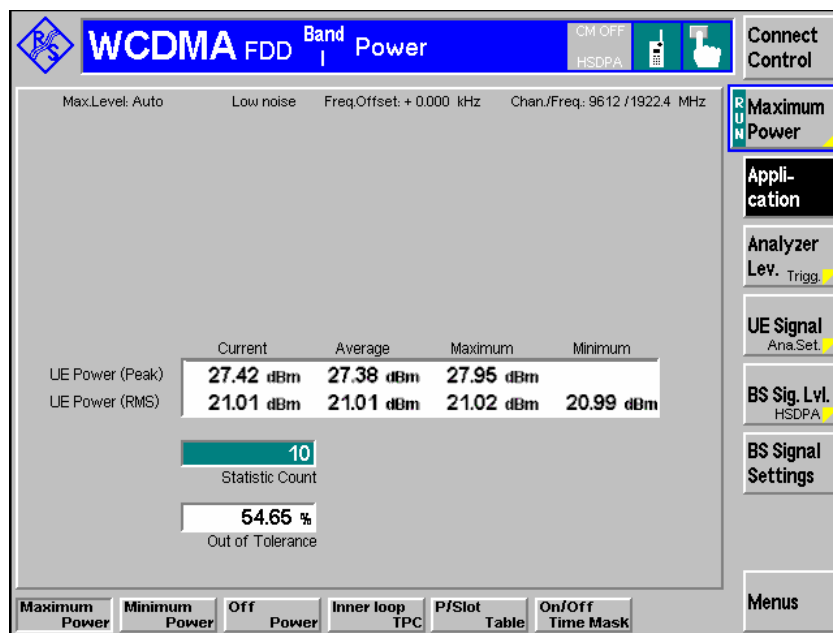 R&S WCDMA FDD Band I Power CM OFF HSDPA
Connect Control
Max.Level: Auto Low noise Freq.Offset: + 0.000 kHz Chan./Freq.: 9612 / 1922.4 MHz
RUN Maximum Power
Appli-cation
Analyzer Lev. Trigg.
UE Signal Ana.Set.
Current Average Maximum Minimum
UE Power (Peak) 27.42 dBm 27.38 dBm 27.95 dBm
UE Power (RMS) 21.01 dBm 21.01 dBm 21.02 dBm 20.99 dBm
BS Sig. Lvl. HSDPA
10
Statistic Count
BS Signal Settings
54.65 %
Out of Tolerance
Maximum Power Minimum Power Off Power Inner loop TPC P/Slot Table On/Off Time Mask
Menus